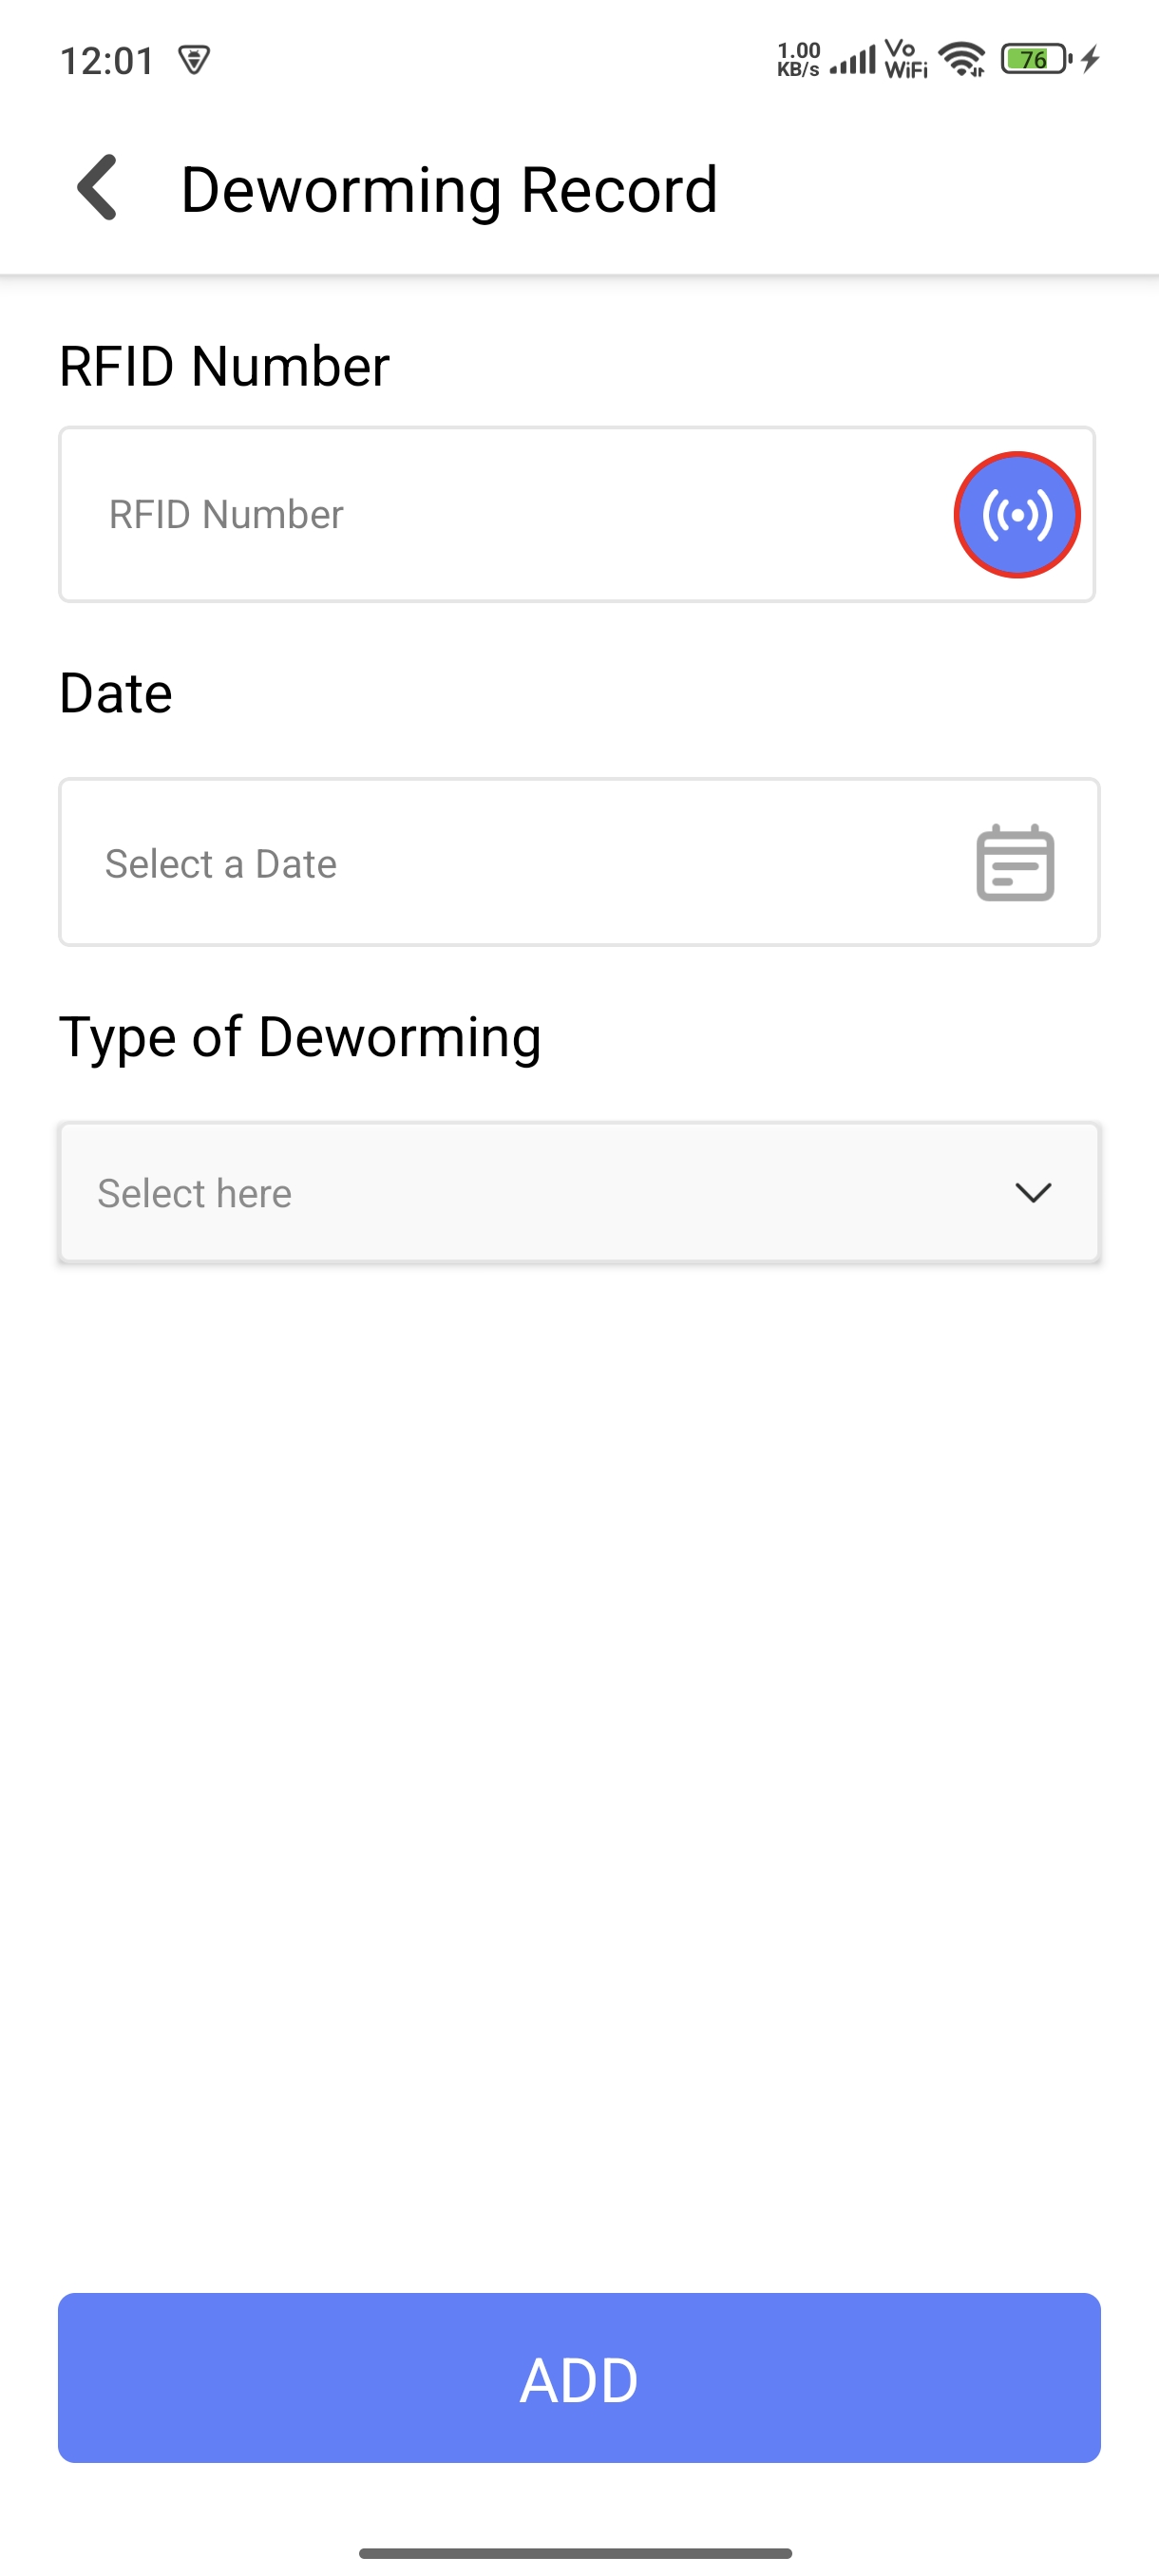 12:01
1.00 KB/s Vo WiFi 76
Deworming Record
RFID Number
RFID Number
Date
Select a Date
Type of Deworming
Select here
ADD